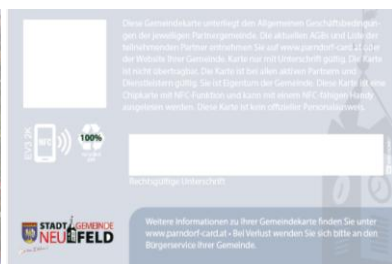 Diese Gemeindekarte unterliegt den Allgemeinen Geschäftsbedingun
gen der jeweiligen Partnergemeinde. Die aktuellen AGBs und Liste der
teilnehmenden Partner entnehmen Sie auf www.parndorf-card.at oder
der Website Ihrer Gemeinde. Karte nur mit Unterschrift gültig. Die Karte
ist nicht übertragbar. Die Karte ist bei allen aktiven Partnern und
Dienstleistern gültig. Sie ist Eigentum der Gemeinde. Diese Karte ist eine
Chipkarte mit NFC-Funktion und kann mit einem NFC-fähigen Handy
ausgelesen werden. Diese Karte ist kein offizieller Personalausweis.
EV3 2K
NFC
100%
Rechtsgültige Unterschrift
STADT GEMEINDE
NEUFELD
Weitere Informationen zu Ihrer Gemeindekarte finden Sie unter
www.parndorf-card.at • Bei Verlust wenden Sie sich bitte an den
Bürgerservice Ihrer Gemeinde.